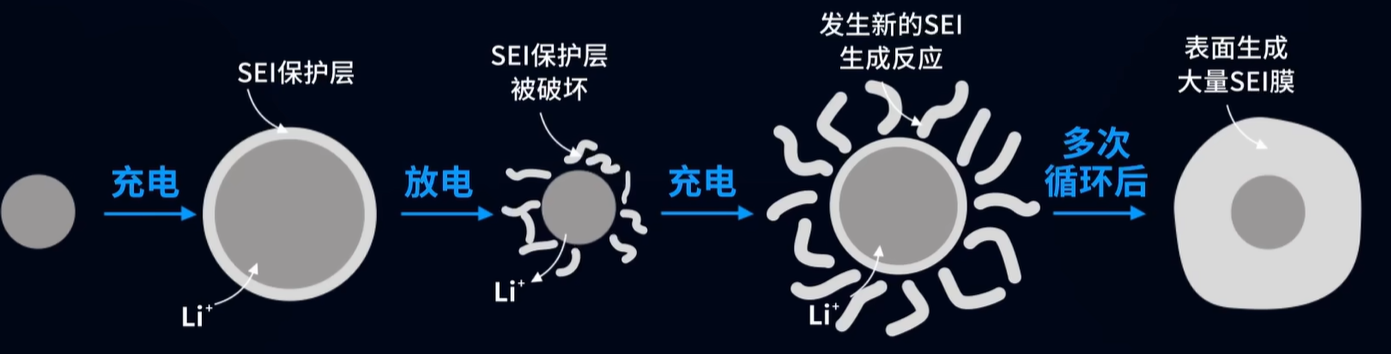 SEI保护层
充电
Li⁺
SEI保护层
被破坏
放电
Li⁺
发生新的SEI
生成反应
充电
Li⁺
多次
循环后
表面生成
大量SEI膜